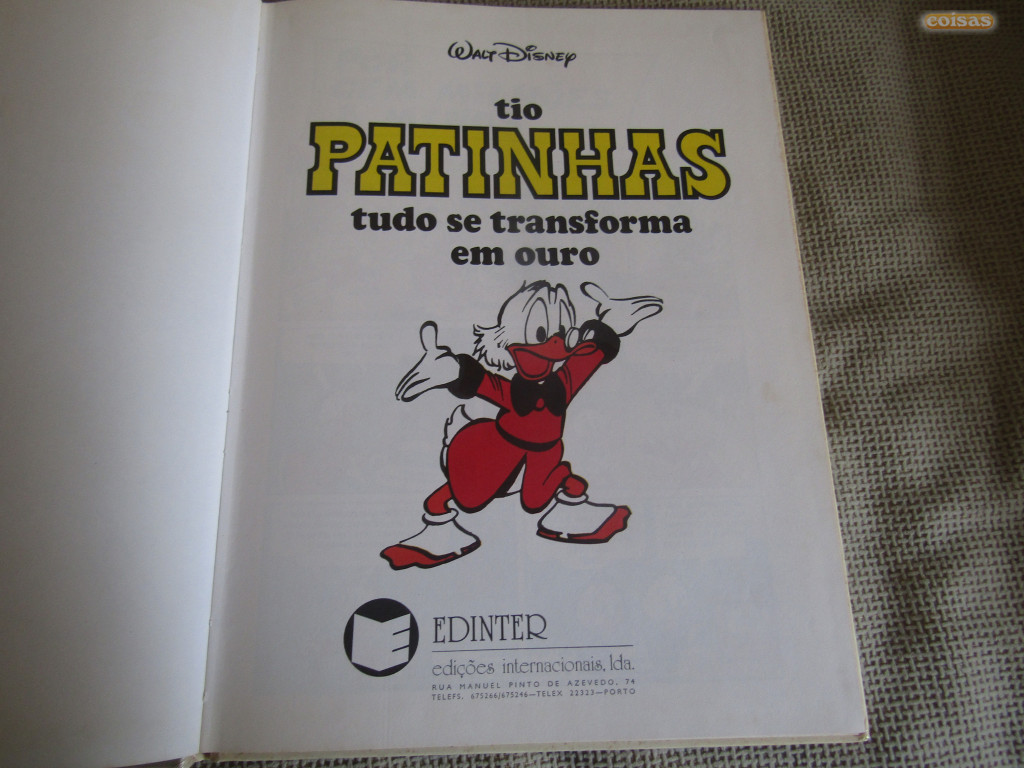 coisas
Walt Disney
tio
PATINHAS
tudo se transforma
em ouro
EDINTER
edições internacionais, lda.
RUA MANUEL PINTO DE AZEVEDO, 74
TELEFS. 675266/675246—TELEX 22323—PORTO